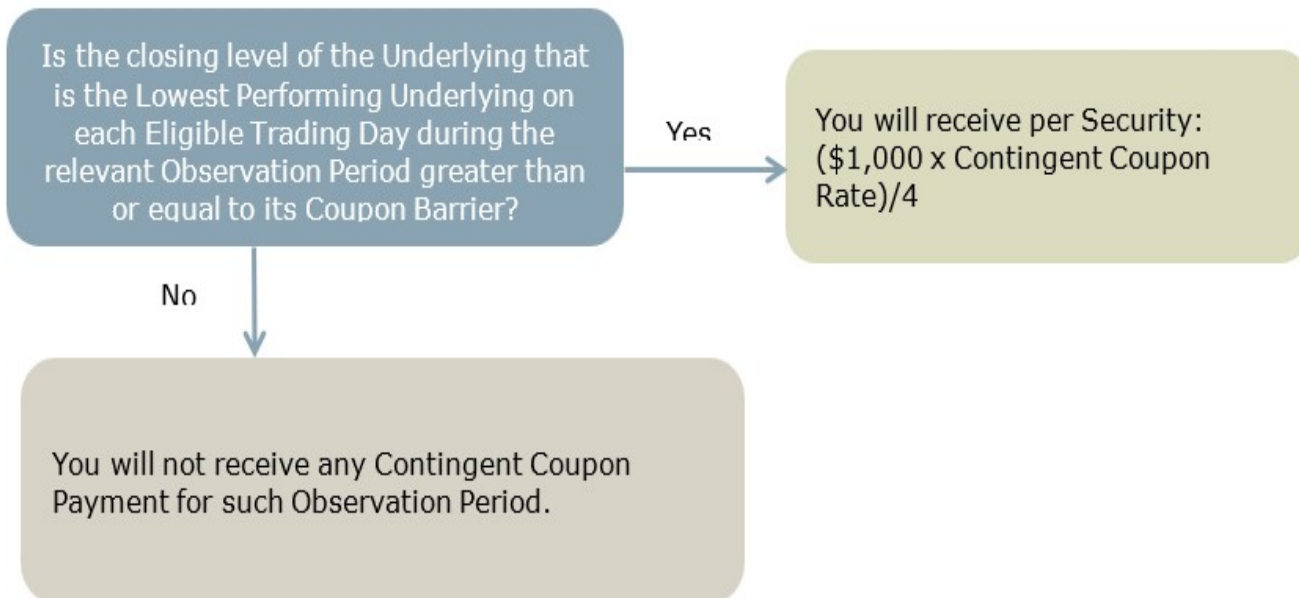 Is the closing level of the Underlying that
is the Lowest Performing Underlying on
each Eligible Trading Day during the
relevant Observation Period greater than
or equal to its Coupon Barrier?
Yes
You will receive per Security:
($1,000 x Contingent Coupon
Rate)/4
No
You will not receive any Contingent Coupon
Payment for such Observation Period.